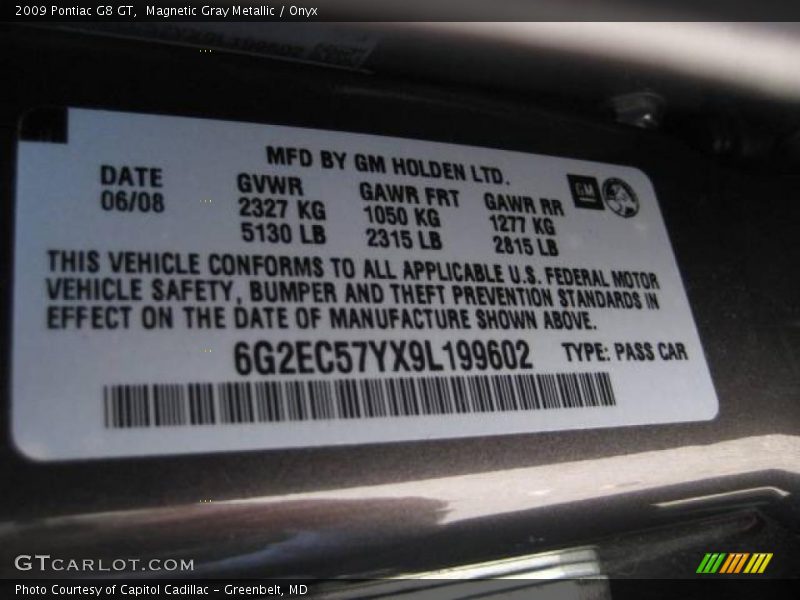 2009 Pontiac G8 GT,  Magnetic Gray Metallic / Onyx
MFD BY GM HOLDEN LTD.
DATE
06/08
GVWR
2327 KG
5130 LB
GAWR FRT
1050 KG
2315 LB
GAWR RR
1277 KG
2815 LB
GM
THIS VEHICLE CONFORMS TO ALL APPLICABLE U.S. FEDERAL MOTOR
VEHICLE SAFETY, BUMPER AND THEFT PREVENTION STANDARDS IN
EFFECT ON THE DATE OF MANUFACTURE SHOWN ABOVE.
6G2EC57YX9L199602 TYPE: PASS CAR
GTCARLOT.COM
Photo Courtesy of Capitol Cadillac - Greenbelt, MD